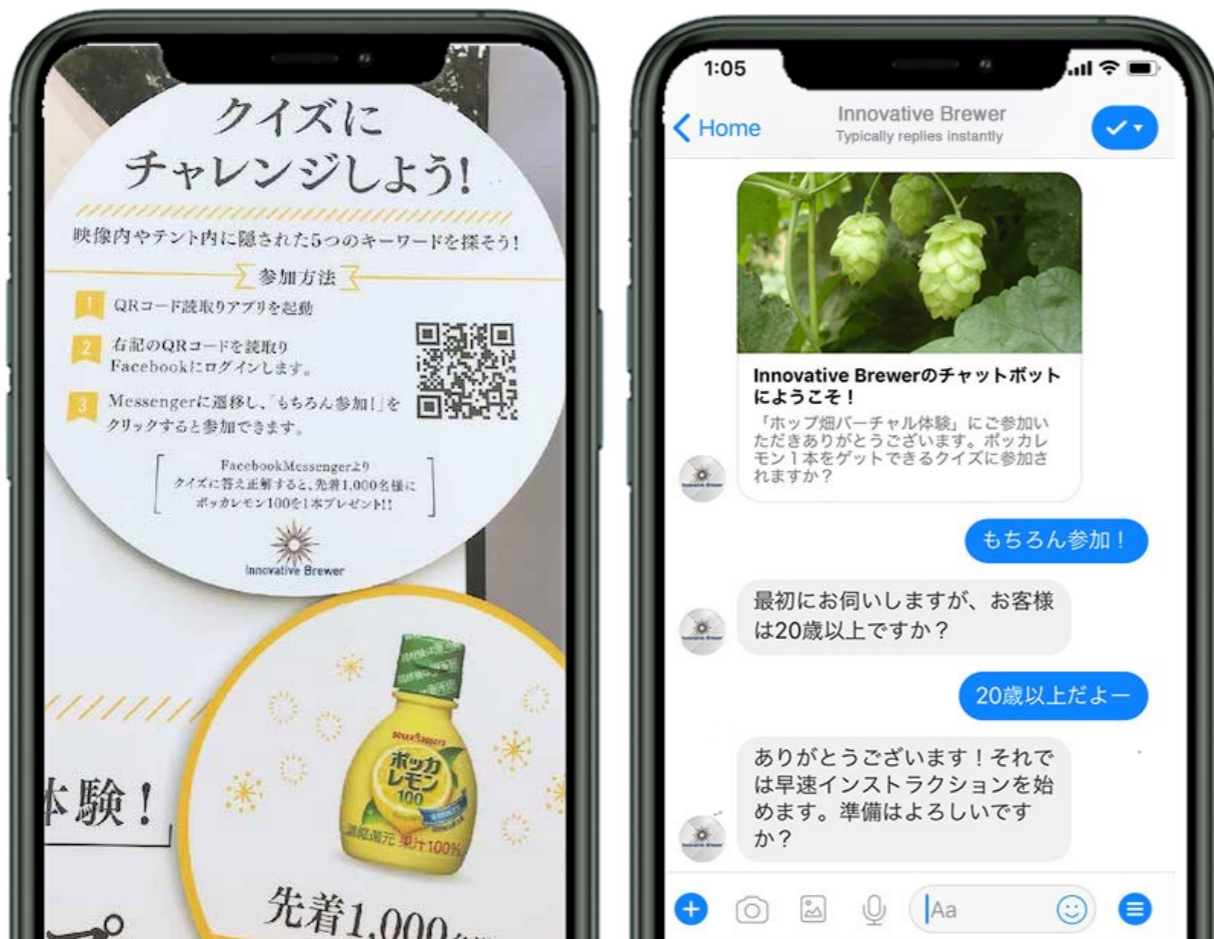 クイズに
チャレンジしよう!
映像内やテント内に隠された5つのキーワードを探そう!
参加方法
1 QRコード読取りアプリを起動
2 右記のQRコードを読取り
Facebookにログインします。
3 Messengerに遷移し、「もちろん参加!」を
クリックすると参加できます。
FacebookMessengerより
クイズに答え正解すると、先着1,000名様に
ポッカレモン100を1本プレゼント!!
Innovative Brewer
体験!
ポッカ
レモン
100
濃縮還元 果汁100%
先着1,000
1:05
Home
Innovative Brewer
Typically replies instantly
Innovative Brewerのチャットボット
にようこそ！
「ホップ畑バーチャル体験」にご参加い
ただきありがとうございます。ポッカレ
モン１本をゲットできるクイズに参加さ
れますか？
もちろん参加！
最初にお伺いしますが、お客様
は20歳以上ですか？
20歳以上だよー
ありがとうございます！それで
は早速インストラクションを始
めます。準備はよろしいです
か？
Aa